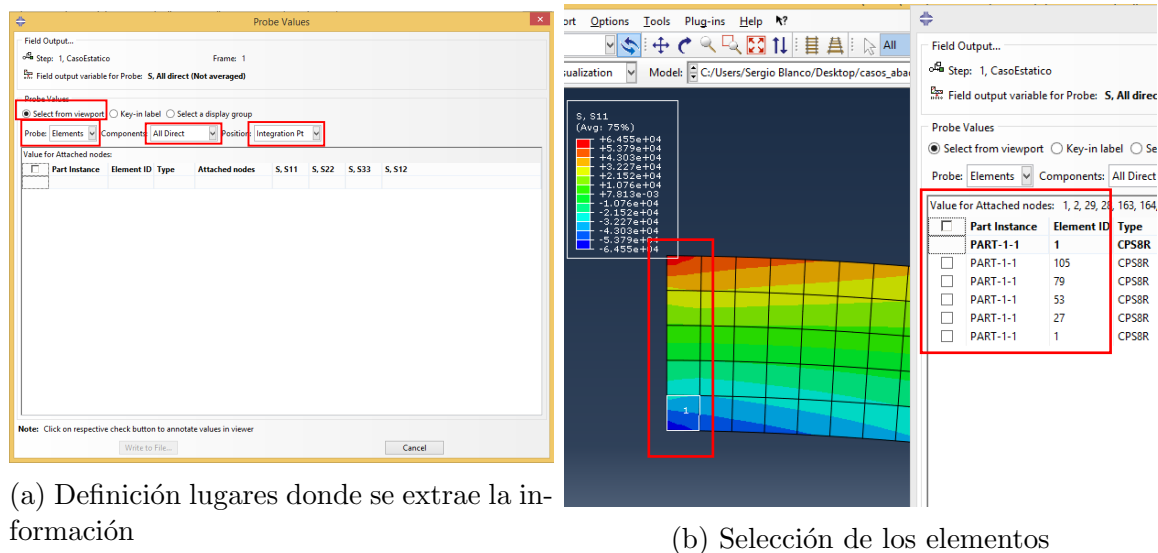 Probe Values
Field Output...
Step: 1, CasoEstatico Frame: 1
Field output variable for Probe: S, All direct (Not averaged)
Probe Values
Select from viewport Key-in label Select a display group
Probe: Elements Components: All Direct Position: Integration Pt
Value for Attached nodes:
Part Instance Element ID Type Attached nodes S, S11 S, S22 S, S33 S, S12
Note: Click on respective check button to annotate values in viewer
Write to File... Cancel
(a) Definición lugares donde se extrae la in-
formación
ort Options Tools Plug-ins Help
All
ualization Model: C:/Users/Sergio Blanco/Desktop/casos_aba
S, S11
(Avg: 75%)
+6.455e+04
+5.379e+04
+4.303e+04
+3.227e+04
+2.152e+04
+1.076e+04
+7.813e-03
-1.076e+04
-2.152e+04
-3.227e+04
-4.303e+04
-5.379e+04
-6.455e+04
1
Field Output...
Step: 1, CasoEstatico
Field output variable for Probe: S, All direc
Probe Values
Select from viewport Key-in label Se
Probe: Elements Components: All Direct
Value for Attached nodes: 1, 2, 29, 28, 163, 164,
Part Instance Element ID Type
PART-1-1 1 CPS8R
PART-1-1 105 CPS8R
PART-1-1 79 CPS8R
PART-1-1 53 CPS8R
PART-1-1 27 CPS8R
PART-1-1 1 CPS8R
(b) Selección de los elementos